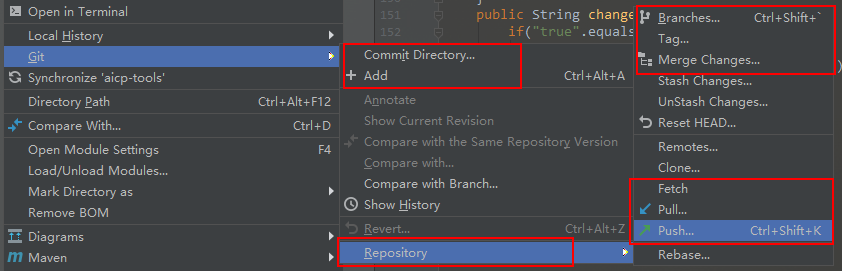 Open in Terminal
Local History
Git
Synchronize 'aicp-tools'
Directory Path Ctrl+Alt+F12
Compare With... Ctrl+D
Open Module Settings F4
Load/Unload Modules...
Mark Directory as
Remove BOM
Diagrams
Maven
151 public String change
152 if("true".equals
Commit Directory...
Add Ctrl+Alt+A
Annotate
Show Current Revision
Compare with the Same Repository Version
Compare with...
Compare with Branch...
Show History
Revert... Ctrl+Alt+Z
Repository
Branches... Ctrl+Shift+`
Tag...
Merge Changes...
Stash Changes...
UnStash Changes...
Reset HEAD...
Remotes...
Clone...
Fetch
Pull...
Push... Ctrl+Shift+K
Rebase...